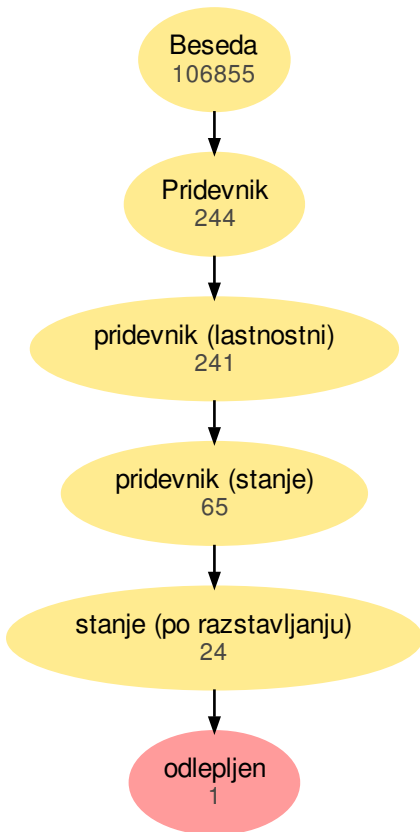 Beseda
106855
Pridevnik
244
pridevnik (lastnostni)
241
pridevnik (stanje)
65
stanje (po razstavljanju)
24
odlepljen
1